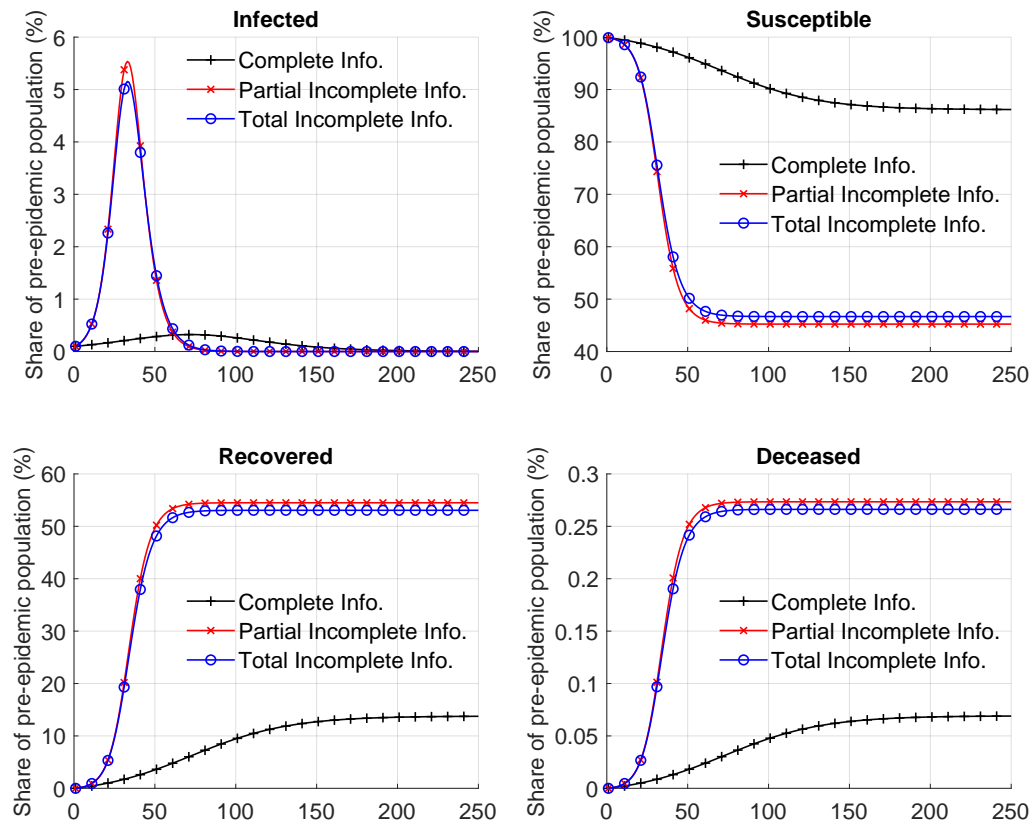 Infected
Share of pre-epidemic population (%)
6
5
4
3
2
1
0
Complete Info.
Partial Incomplete Info.
Total Incomplete Info.
0 50 100 150 200 250
Susceptible
Share of pre-epidemic population (%)
100
90
80
70
60
50
40
Complete Info.
Partial Incomplete Info.
Total Incomplete Info.
0 50 100 150 200 250
Recovered
Share of pre-epidemic population (%)
60
50
40
30
20
10
0
Complete Info.
Partial Incomplete Info.
Total Incomplete Info.
0 50 100 150 200 250
Deceased
Share of pre-epidemic population (%)
0.3
0.25
0.2
0.15
0.1
0.05
0
Complete Info.
Partial Incomplete Info.
Total Incomplete Info.
0 50 100 150 200 250